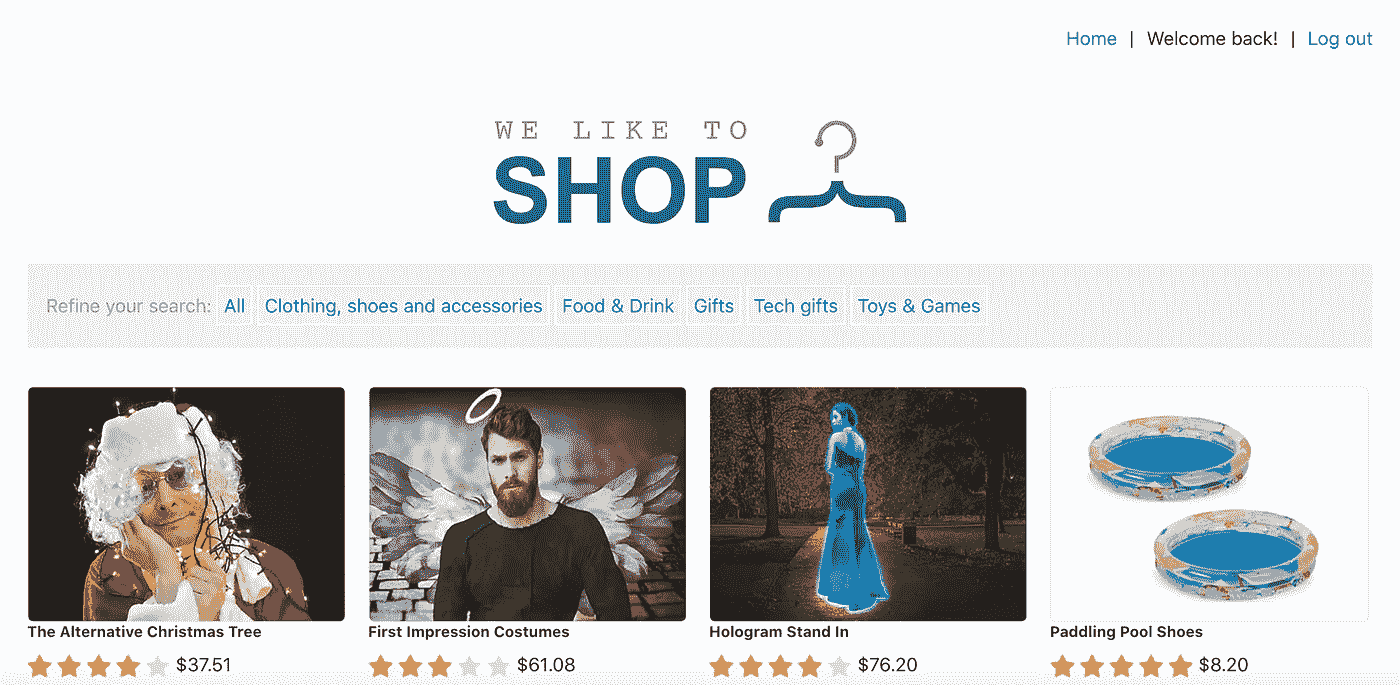 Home | Welcome back! | Log out
WE LIKE TO
SHOP
Refine your search: All Clothing, shoes and accessories Food & Drink Gifts Tech gifts Toys & Games
The Alternative Christmas Tree First Impression Costumes Hologram Stand In Paddling Pool Shoes
$37.51 $61.08 $76.20 $8.20